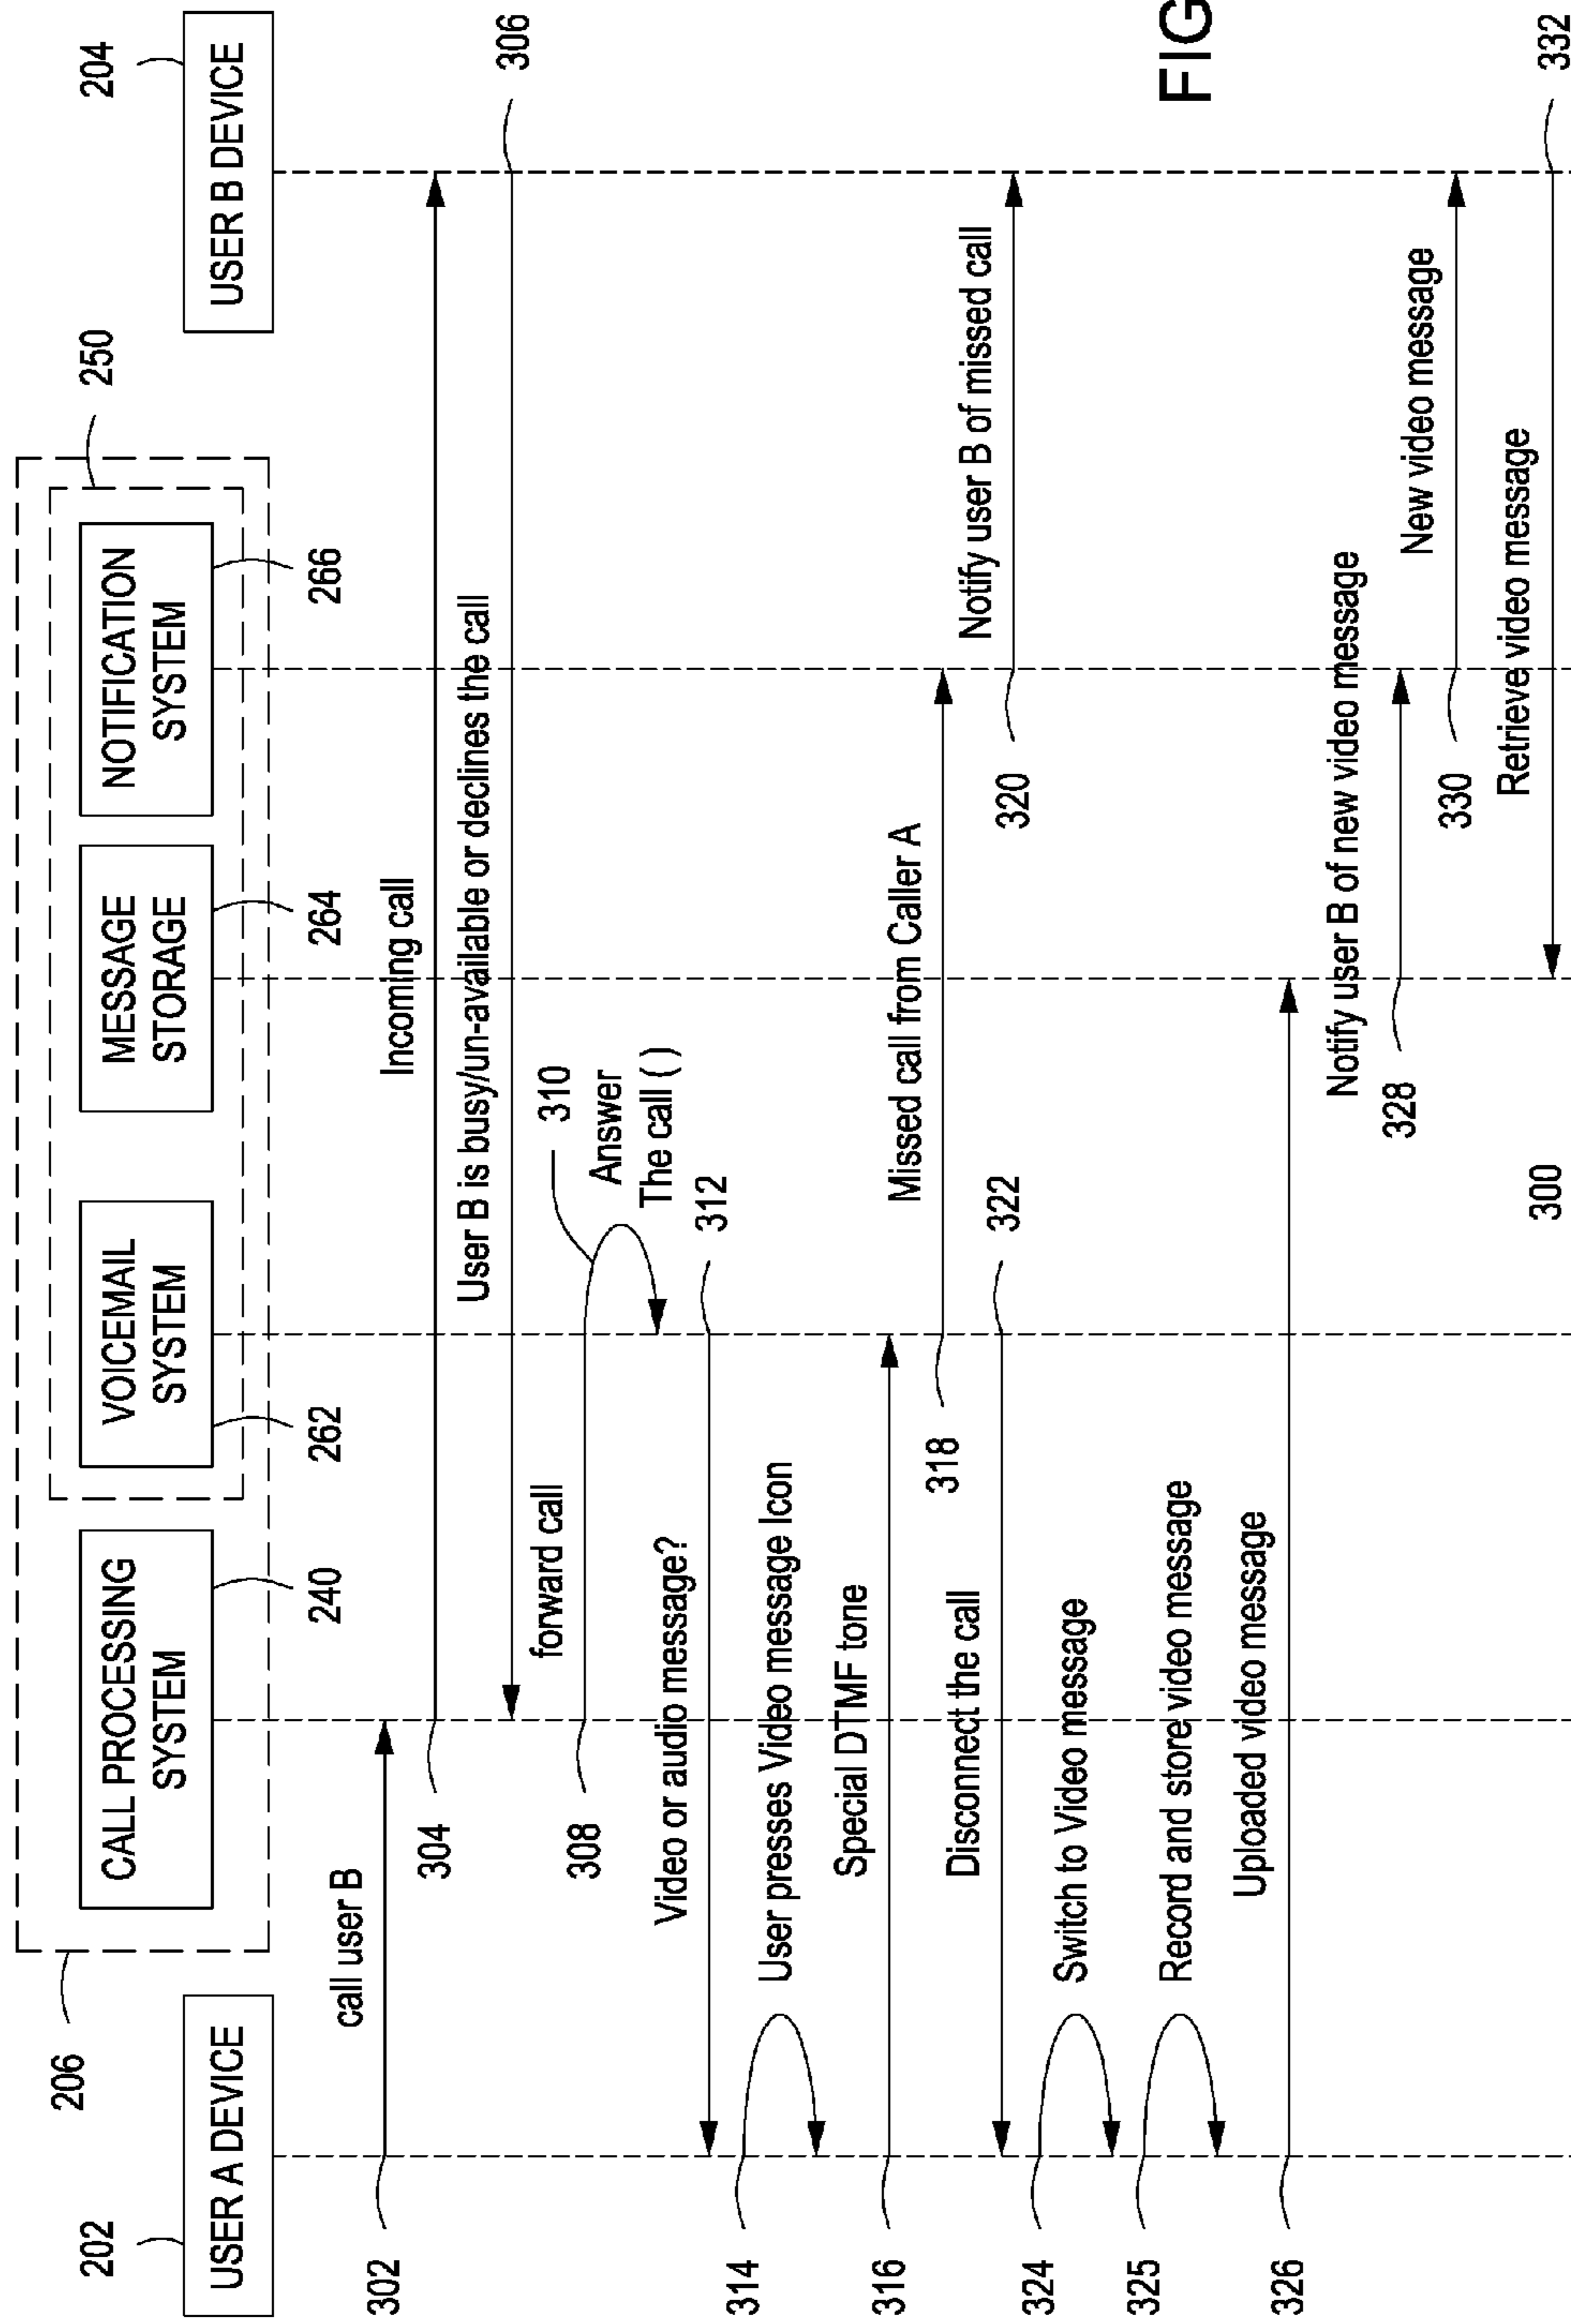 206
250
202
USER A DEVICE
CALL PROCESSING
SYSTEM
240
VOICEMAIL
SYSTEM
262
MESSAGE
STORAGE
264
NOTIFICATION
SYSTEM
266
204
USER B DEVICE
call user B
302
Incoming call
304
User B is busy/un-available or declines the call
306
forward call
308
310
Answer
The call ( )
Video or audio message?
312
User presses Video message Icon
314
Special DTMF tone
316
Missed call from Caller A
318
Notify user B of missed call
320
Disconnect the call
322
Switch to Video message
324
Record and store video message
325
Uploaded video message
326
Notify user B of new video message
328
New video message
330
Retrieve video message
332
300
FIG